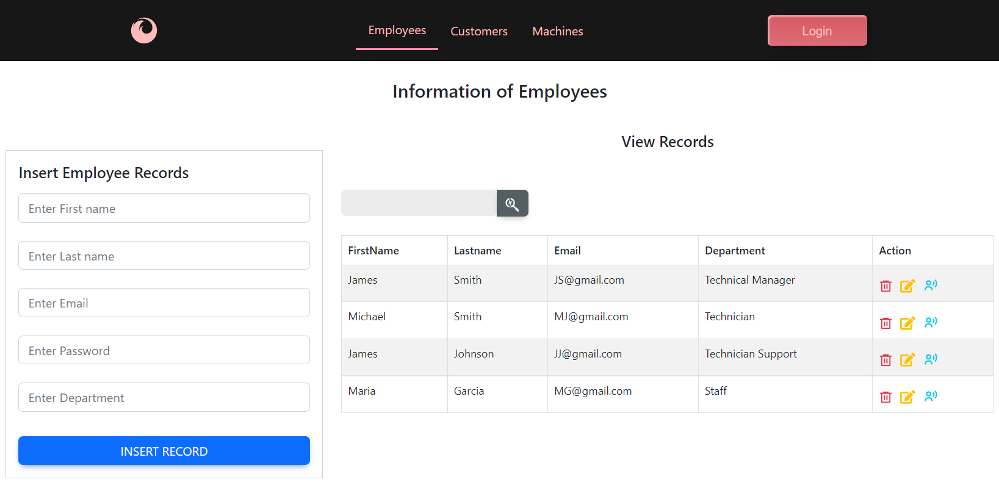 Employees Customers Machines Login
Information of Employees
View Records
Insert Employee Records
Enter First name
Enter Last name
Enter Email
Enter Password
Enter Department
INSERT RECORD
FirstName Lastname Email Department Action
James Smith JS@gmail.com Technical Manager
Michael Smith MJ@gmail.com Technician
James Johnson JJ@gmail.com Technician Support
Maria Garcia MG@gmail.com Staff